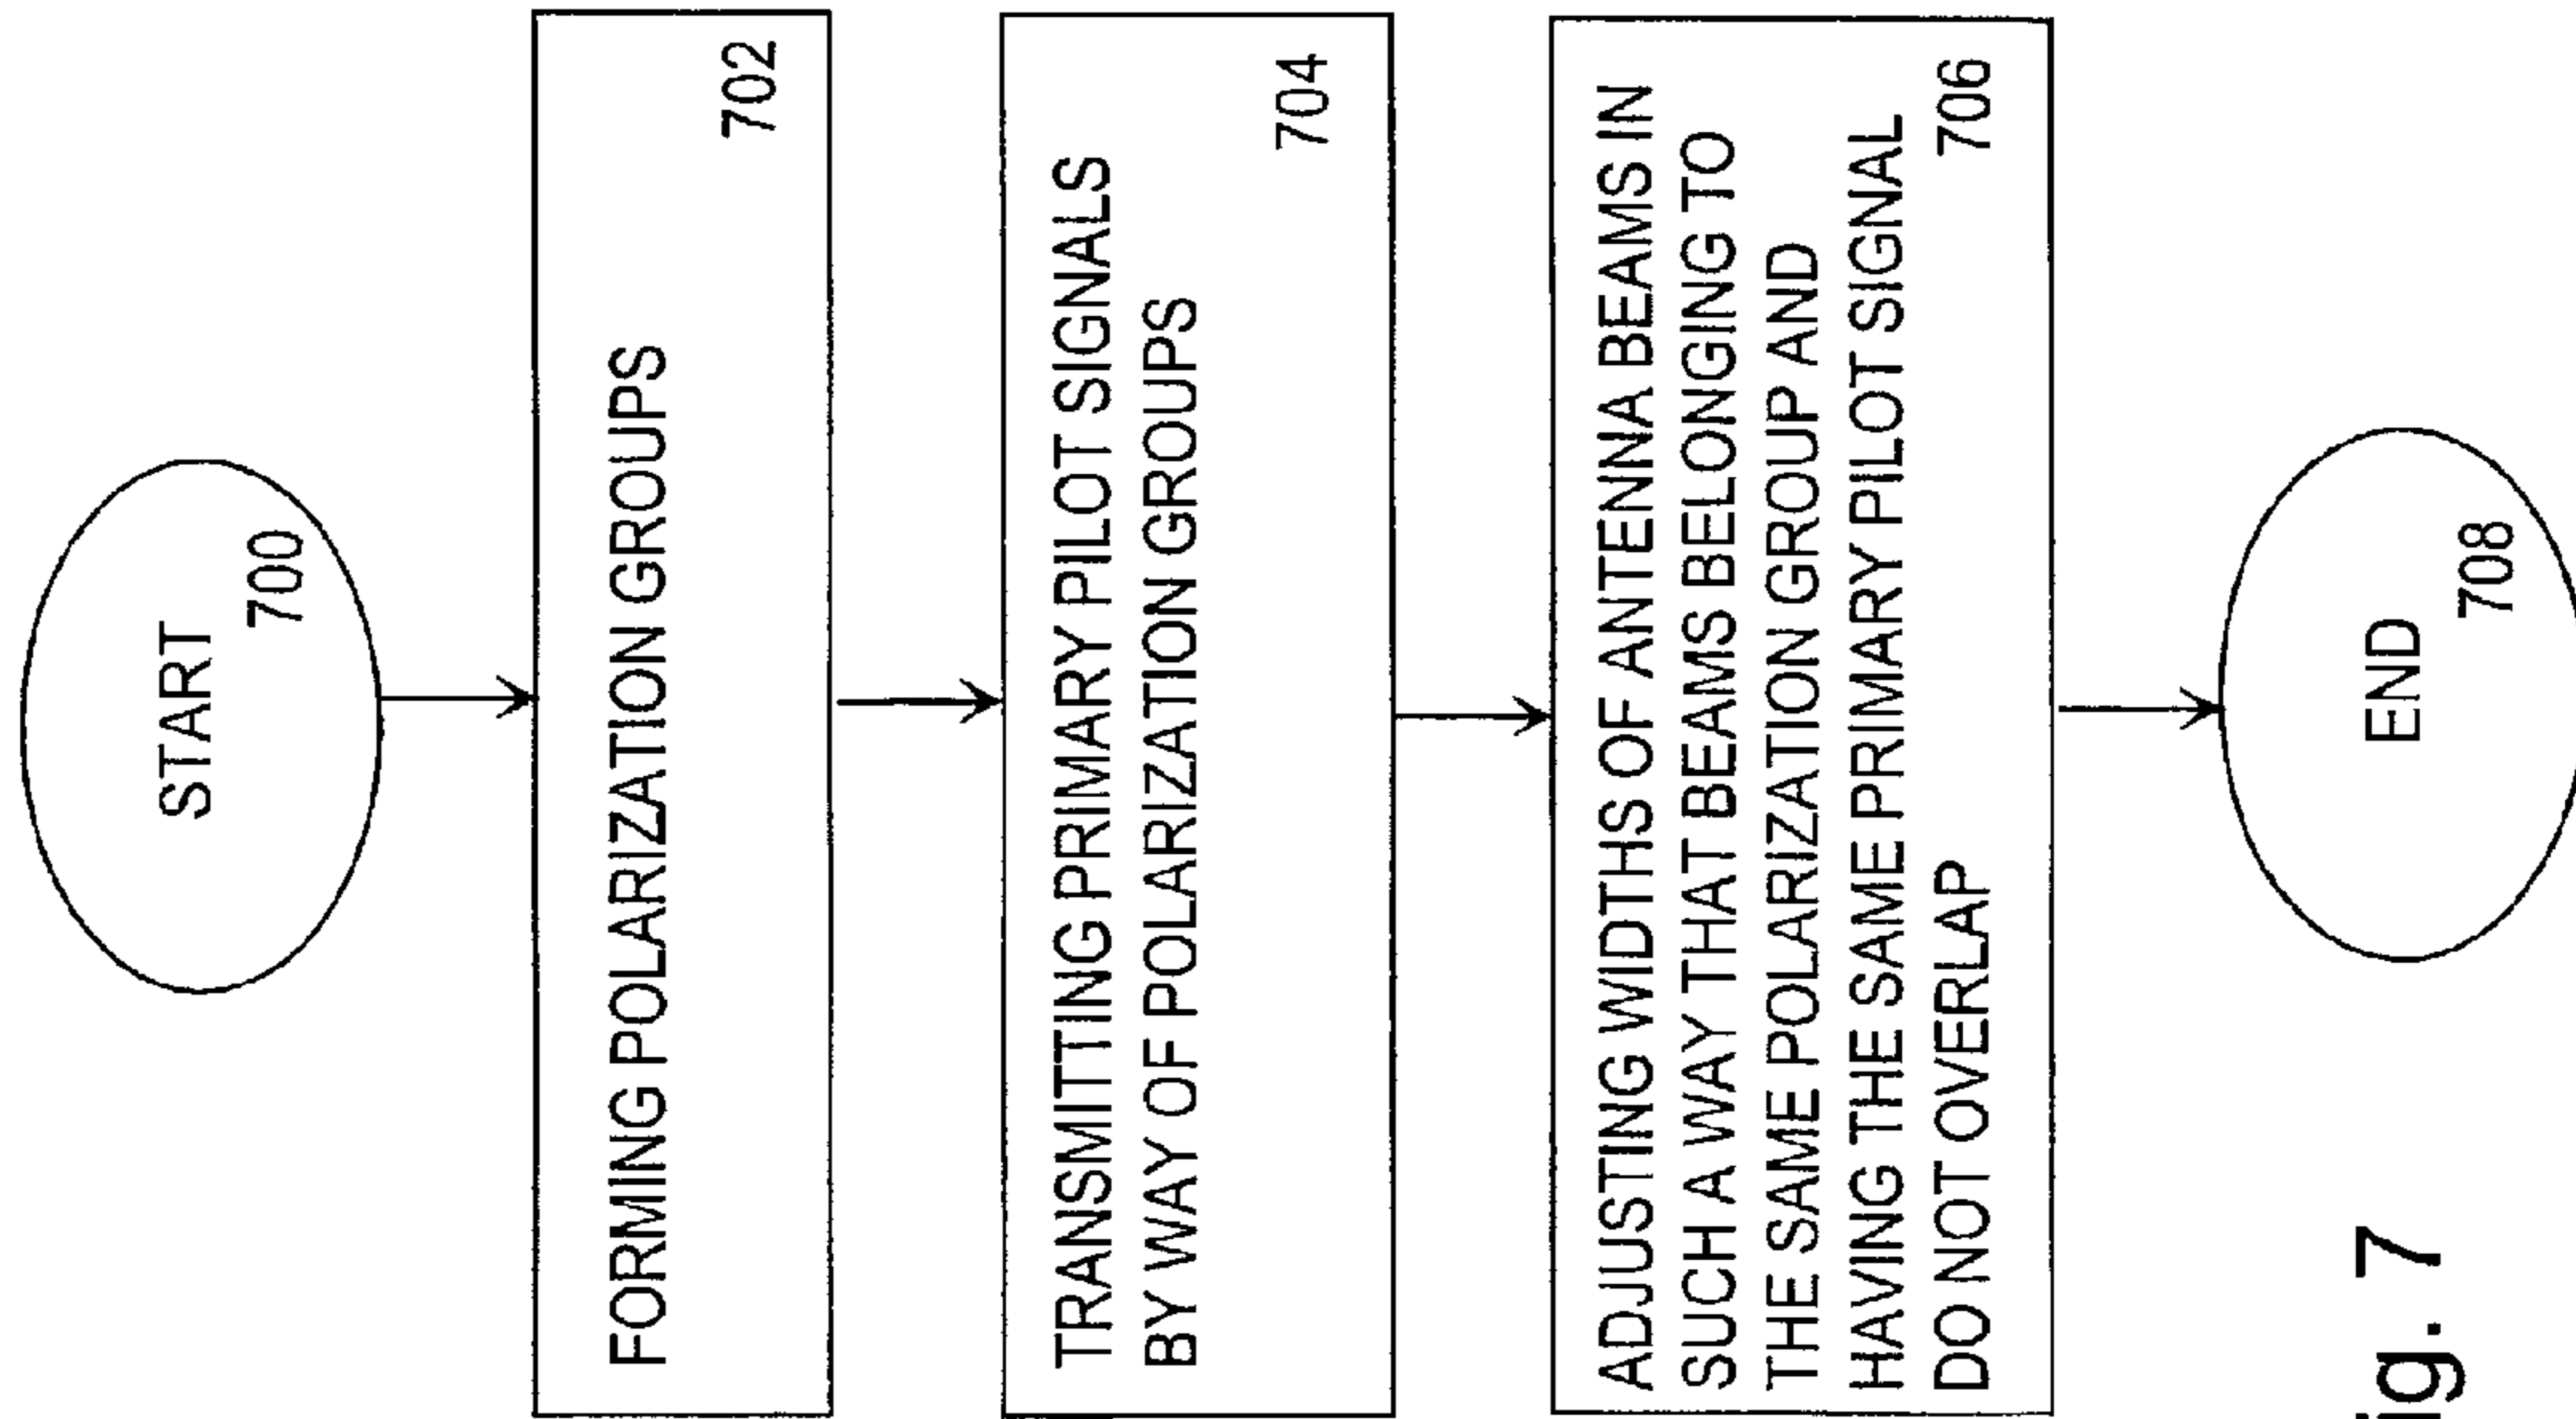 START
700
FORMING POLARIZATION GROUPS
702
TRANSMITTING PRIMARY PILOT SIGNALS
BY WAY OF POLARIZATION GROUPS
704
ADJUSTING WIDTHS OF ANTENNA BEAMS IN
SUCH A WAY THAT BEAMS BELONGING TO
THE SAME POLARIZATION GROUP AND
HAVING THE SAME PRIMARY PILOT SIGNAL
DO NOT OVERLAP
706
END
708
ig. 7